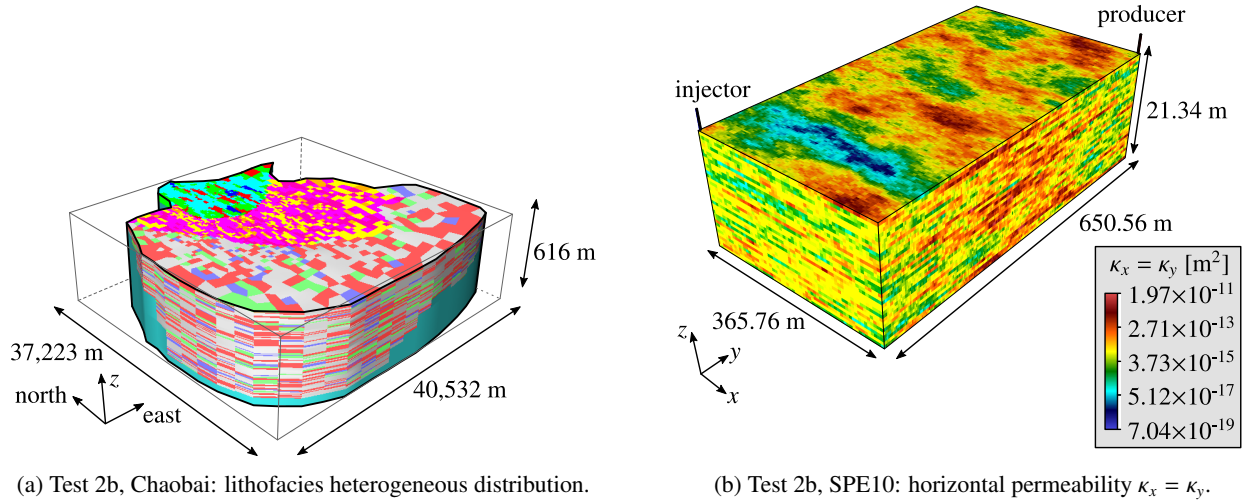 616 m
37,223 m
40,532 m
north
z
east
(a) Test 2b, Chaobai: lithofacies heterogeneous distribution.
producer
injector
21.34 m
650.56 m
365.76 m
z
y
x
κx = κy [m²]
1.97×10⁻¹¹
2.71×10⁻¹³
3.73×10⁻¹⁵
5.12×10⁻¹⁷
7.04×10⁻¹⁹
(b) Test 2b, SPE10: horizontal permeability κx = κy.